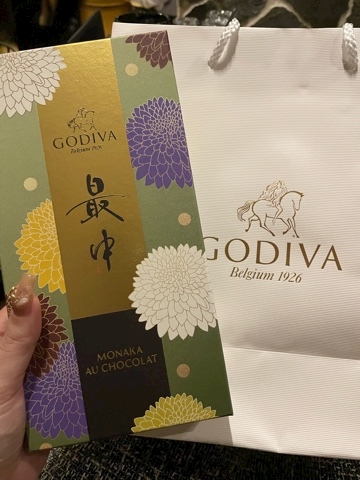 GODIVA
Belgium 1926
最中
MONAKA
AU CHOCOLAT
GODIVA
Belgium 1926